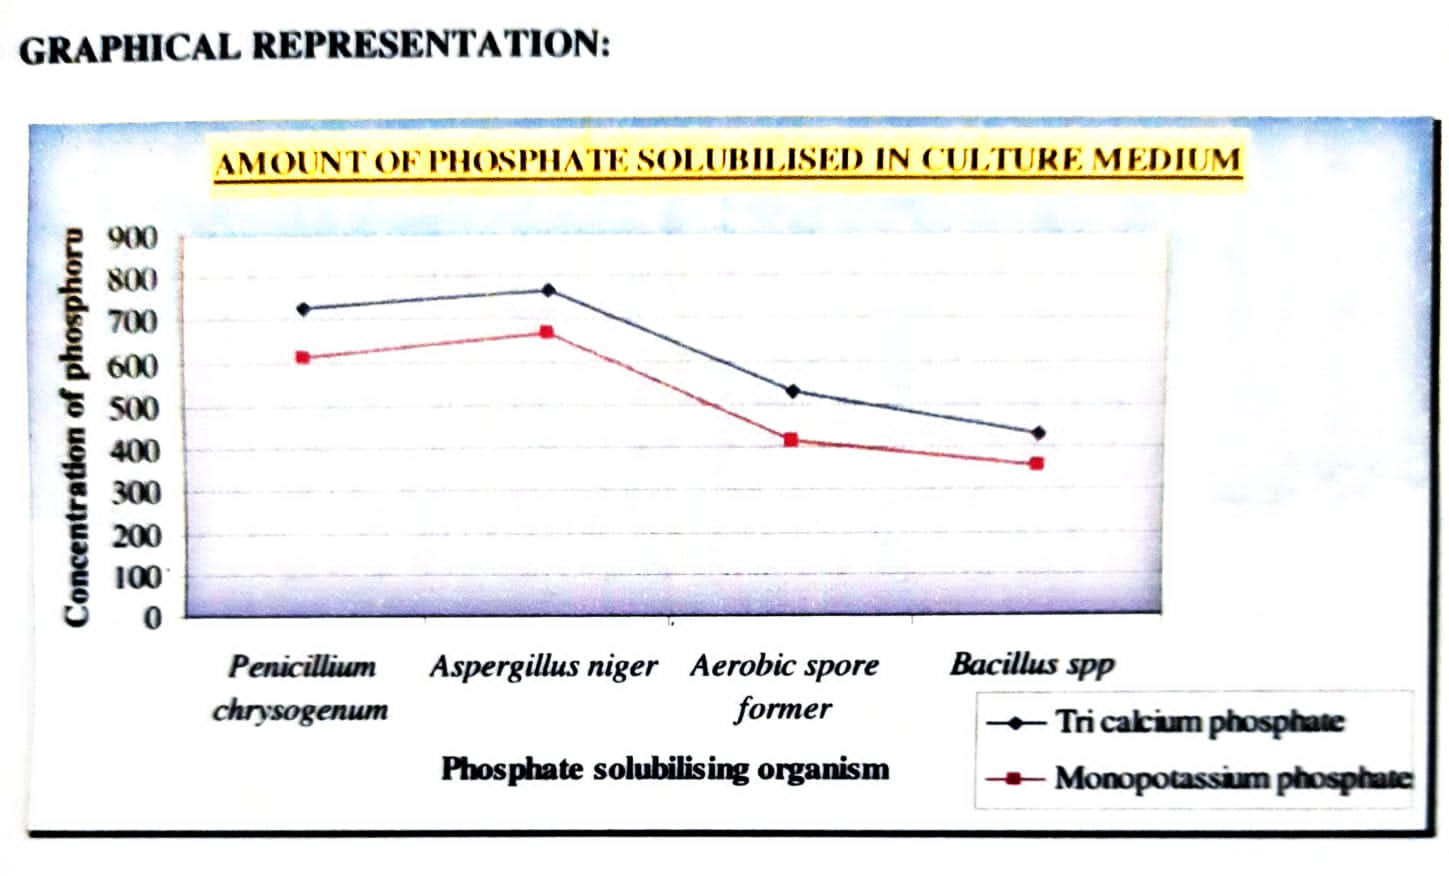 GRAPHICAL REPRESENTATION:
AMOUNT OF PHOSPHATE SOLUBILISED IN CULTURE MEDIUM
Concentration of phosphoru
900
800
700
600
500
400
300
200
100
0
Penicillium
chrysogenum
Aspergillus niger
Aerobic spore
former
Bacillus spp
Phosphate solubilising organism
Tri calcium phosphate
Monopotassium phosphate